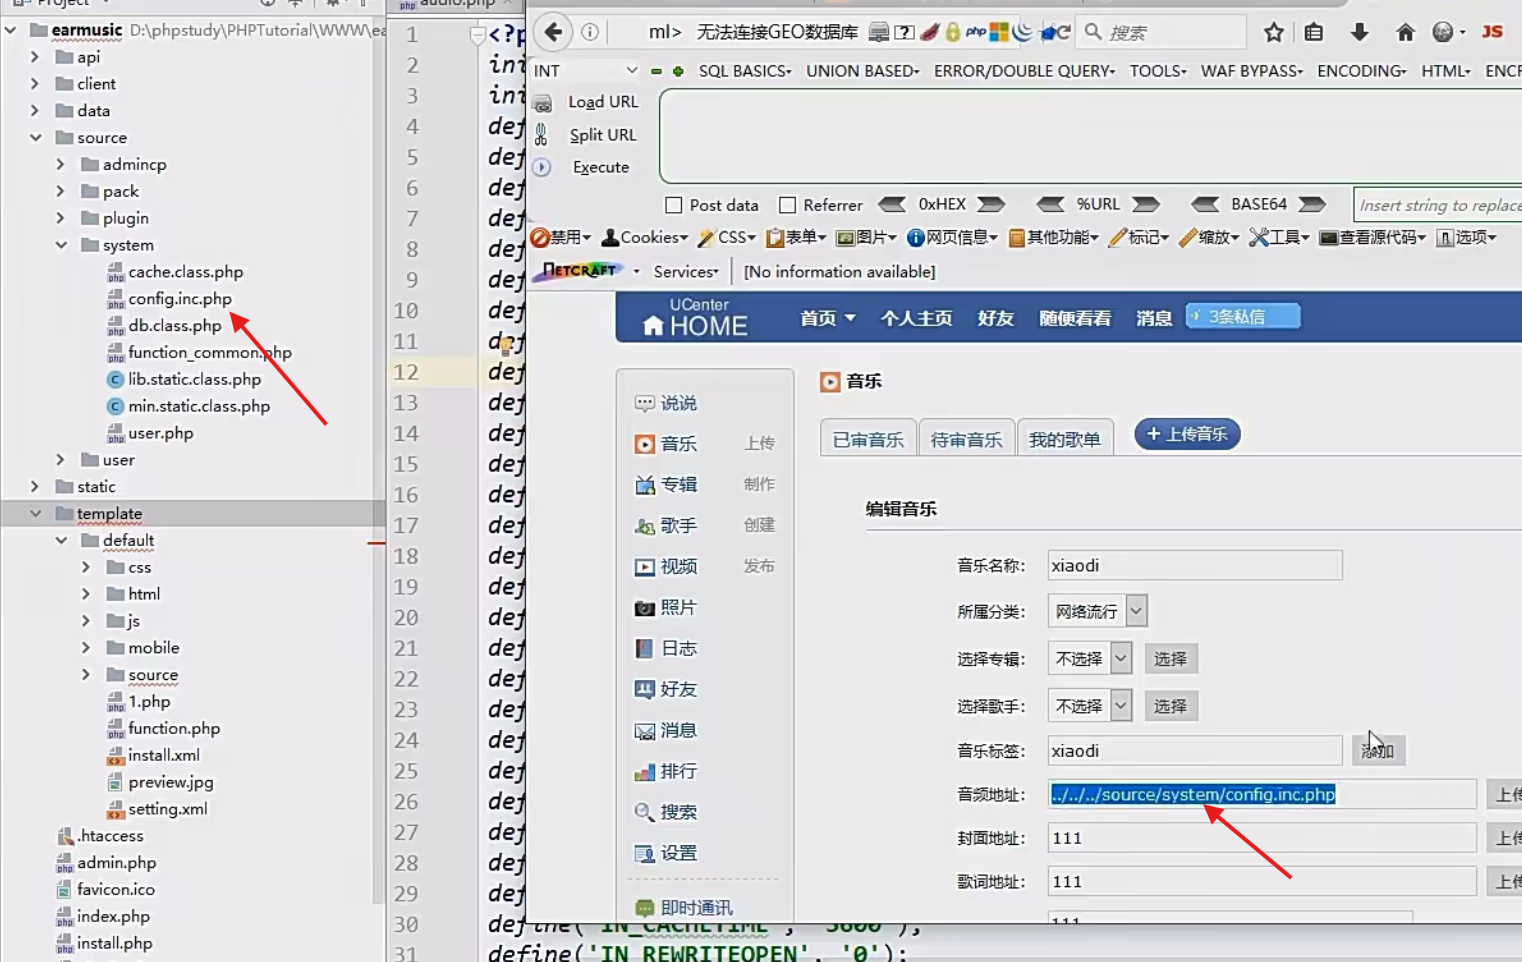 Project
earmusic D:\phpstudy\PHPTutorial\WWW\ea
api
client
data
source
admincp
pack
plugin
system
cache.class.php
config.inc.php
db.class.php
function_common.php
lib.static.class.php
min.static.class.php
user.php
user
static
template
default
css
html
js
mobile
source
1.php
function.php
install.xml
preview.jpg
setting.xml
.htaccess
admin.php
favicon.ico
index.php
install.php
audio.php
1 <?p
2 ini
3 ini
4 def
5 def
6 def
7 def
8 def
9 def
10 def
11 def
12 def
13 def
14 def
15 def
16 def
17 def
18 def
19 def
20 def
21 def
22 def
23 def
24 def
25 def
26 def
27 def
28 def
29 def
30 define('IN_CACHETIME', '3600');
31 define('IN_REWRITEOPEN', '0');
ml> 无法连接GEO数据库 php 搜索 JS
INT SQL BASICS UNION BASED ERROR/DOUBLE QUERY TOOLS WAF BYPASS ENCODING HTML ENCR
Load URL
Split URL
Execute
Post data Referrer 0xHEX %URL BASE64 Insert string to replace
禁用 Cookies CSS 表单 图片 网页信息 其他功能 标记 缩放 工具 查看源代码 选项
NETCRAFT Services [No information available]
UCenter
HOME 首页 个人主页 好友 随便看看 消息 3条私信
说说
音乐 上传
专辑 制作
歌手 创建
视频 发布
照片
日志
好友
消息
排行
搜索
设置
即时通讯
音乐
已审音乐 待审音乐 我的歌单 + 上传音乐
编辑音乐
音乐名称: xiaodi
所属分类: 网络流行
选择专辑: 不选择 选择
选择歌手: 不选择 选择
音乐标签: xiaodi 添加
音频地址: ../../../source/system/config.inc.php 上传
封面地址: 111 上传
歌词地址: 111 上传
111